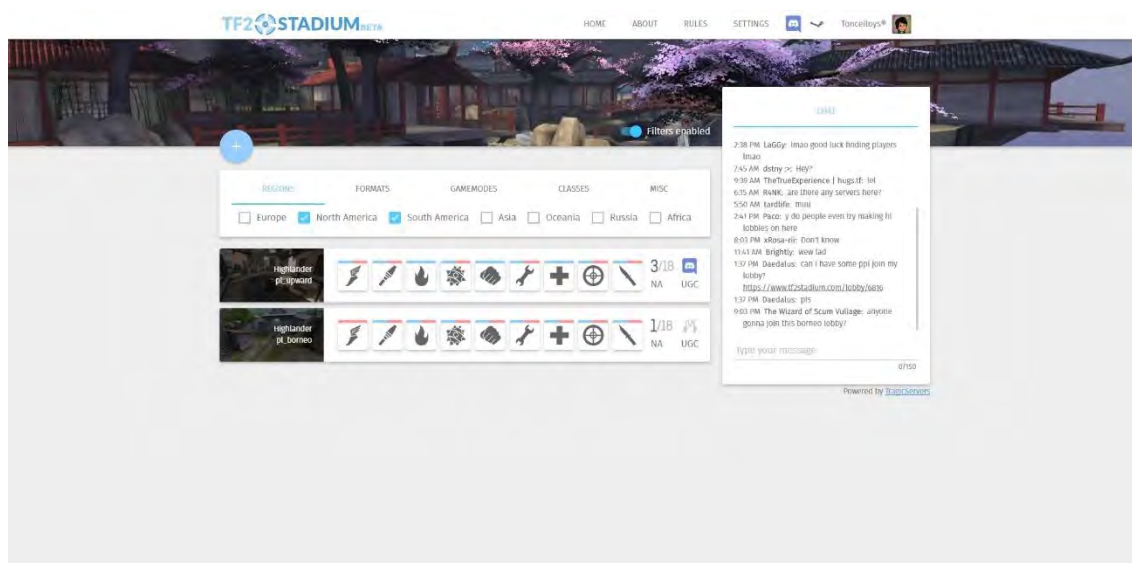 TF2 STADIUM BETA
HOME ABOUT RULES SETTINGS Tonceitoys
Filters enabled
+
REGIONS FORMATS GAMEMODES CLASSES MISC
Europe North America South America Asia Oceania Russia Africa
Highlander
pl_upward
3/18
NA UGC
Highlander
pl_borneo
1/18
NA UGC
CHAT
2:38 PM LaGGy: lmao good luck finding players
lmao
7:45 AM dstny :>: Hey?
9:39 AM TheTrueExperience | hugs.tf: lol
6:15 AM R4NK: are there any servers here?
5:50 AM tardlife: muu
2:41 PM Paco: y do people even try making hl
lobbies on here
8:03 PM xRosa-rii: Don't know
11:41 AM Brightly: wew lad
1:37 PM Daedalus: can i have some ppl join my
lobby?
https://www.tf2stadium.com/lobby/6816
1:37 PM Daedalus: pls
9:03 PM The Wizard of Scum Vullage: anyone
gonna join this borneo lobby?
Type your message
0/150
Powered by TragicServers